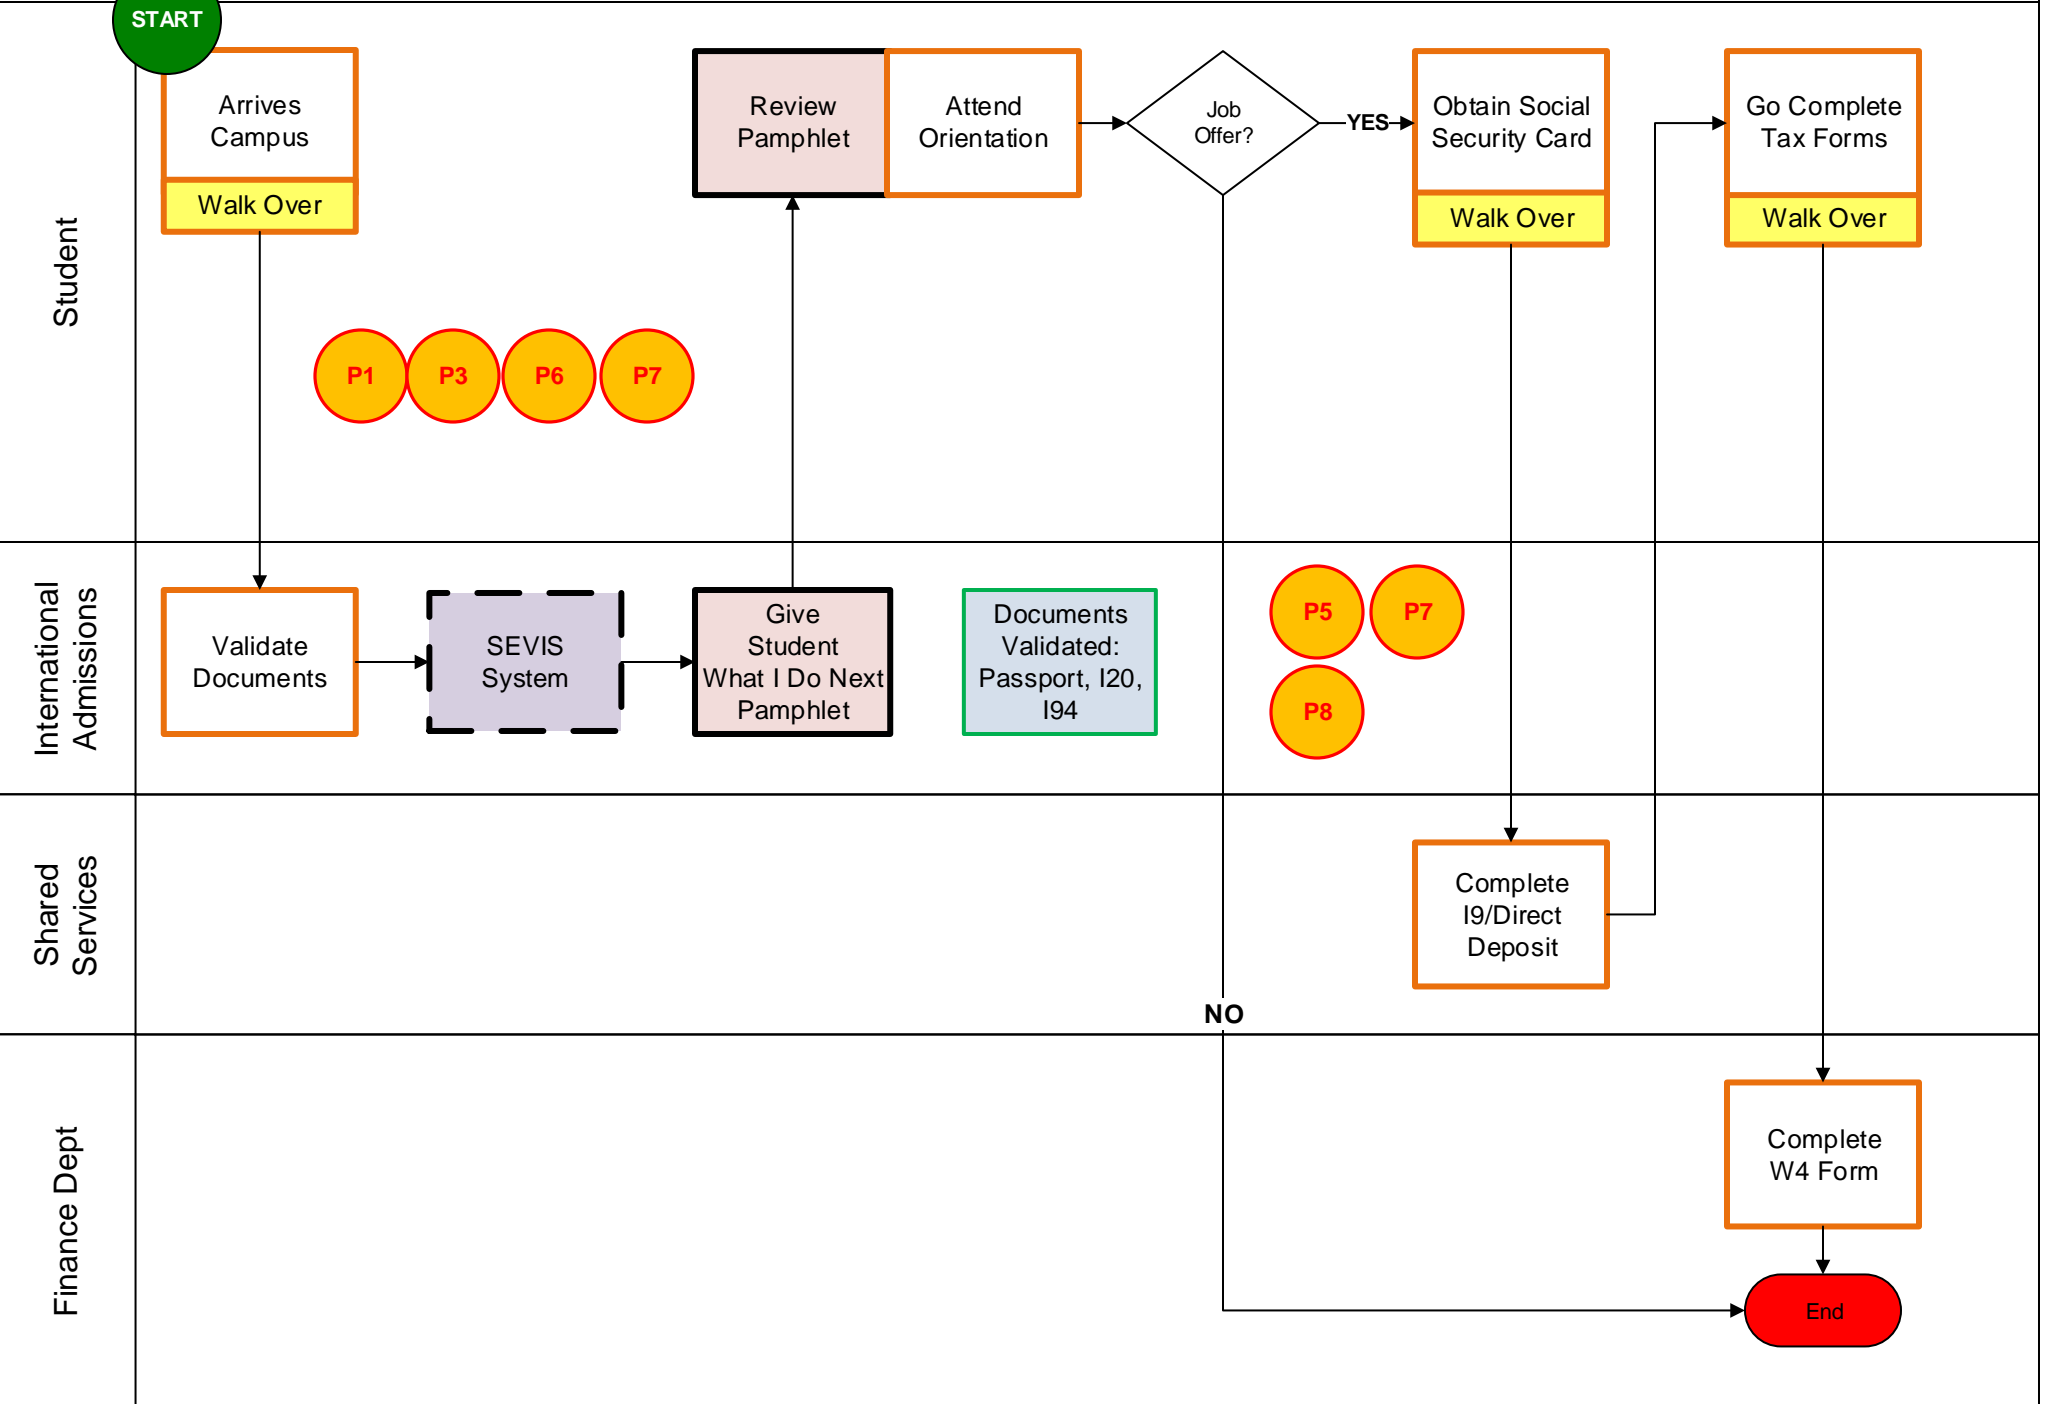 START
Student
Arrives
Campus
Walk Over
Review
Pamphlet
Attend
Orientation
Job
Offer?
YES
Obtain Social
Security Card
Walk Over
Go Complete
Tax Forms
Walk Over
P1
P3
P6
P7
International
Admissions
Validate
Documents
SEVIS
System
Give
Student
What I Do Next
Pamphlet
Documents
Validated:
Passport, I20,
I94
P5
P7
P8
Shared
Services
Complete
I9/Direct
Deposit
NO
Finance Dept
Complete
W4 Form
End